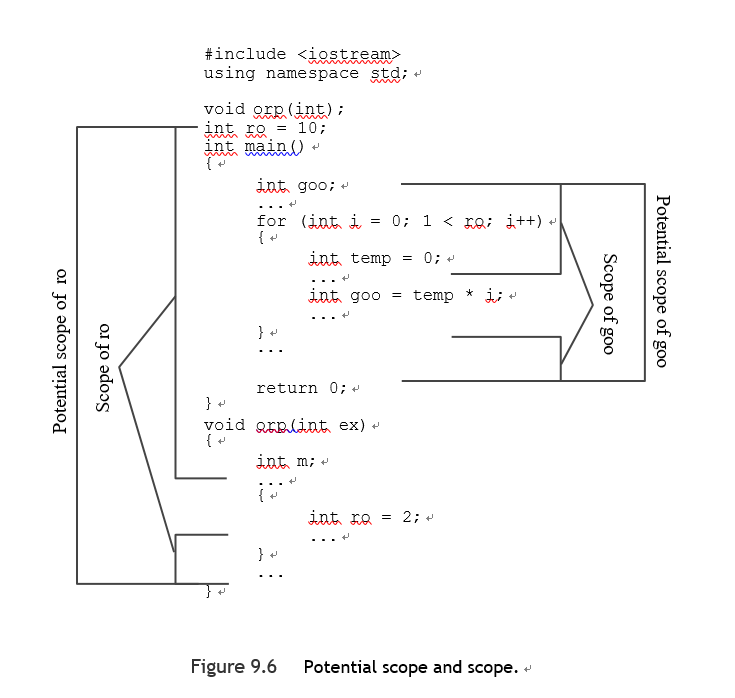 #include <iostream>
using namespace std;
void orp(int);
int ro = 10;
int main()
{
int goo;
...
for (int i = 0; 1 < ro; i++)
{
int temp = 0;
...
int goo = temp * i;
...
}
...
return 0;
}
void orp(int ex)
{
int m;
...
{
int ro = 2;
...
}
...
}
Potential scope of ro
Scope of ro
Scope of goo
Potential scope of goo
Figure 9.6 Potential scope and scope.